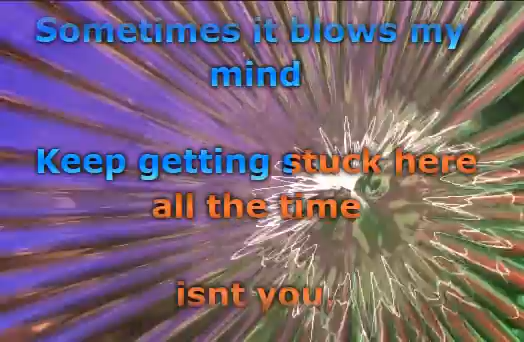 Sometimes it blows my
mind
Keep getting stuck here
all the time
isnt you,